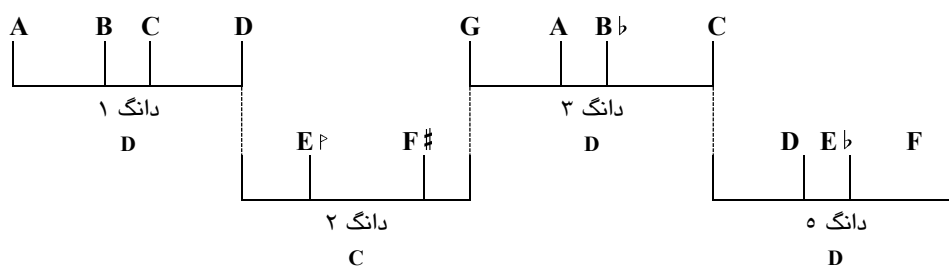 A B C D G A B♭ C
دانگ ۱ دانگ ۳
D D
E𝄳 F♯ D E♭ F
دانگ ۲ دانگ ۵
C D